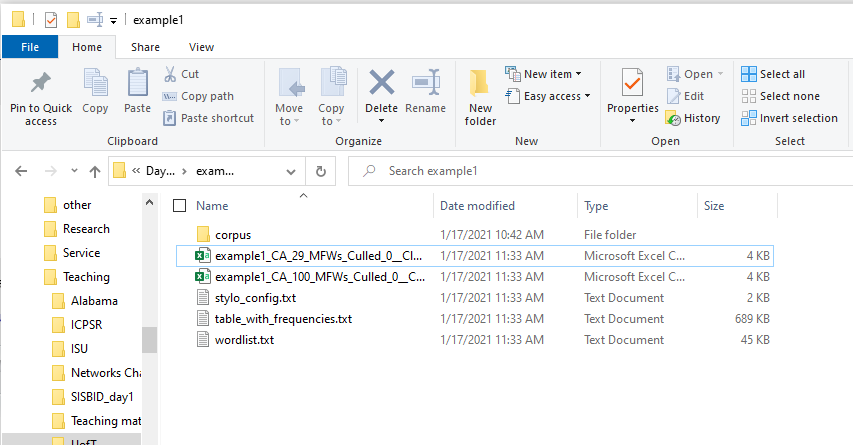 example1
File Home Share View
Pin to Quick access
Copy
Paste
Cut
Copy path
Paste shortcut
Clipboard
Move to
Copy to
Delete
Rename
Organize
New folder
New item
Easy access
New
Properties
Open
Edit
History
Open
Select all
Select none
Invert selection
Select
« Day... › exam...
Search example1
other
Research
Service
Teaching
Alabama
ICPSR
ISU
Networks Cha
SISBID_day1
Teaching mat
UofT
Name Date modified Type Size
corpus 1/17/2021 10:42 AM File folder
example1_CA_29_MFWs_Culled_0__Cl... 1/17/2021 11:33 AM Microsoft Excel C... 4 KB
example1_CA_100_MFWs_Culled_0__C... 1/17/2021 11:33 AM Microsoft Excel C... 4 KB
stylo_config.txt 1/17/2021 11:33 AM Text Document 2 KB
table_with_frequencies.txt 1/17/2021 11:33 AM Text Document 689 KB
wordlist.txt 1/17/2021 11:33 AM Text Document 45 KB